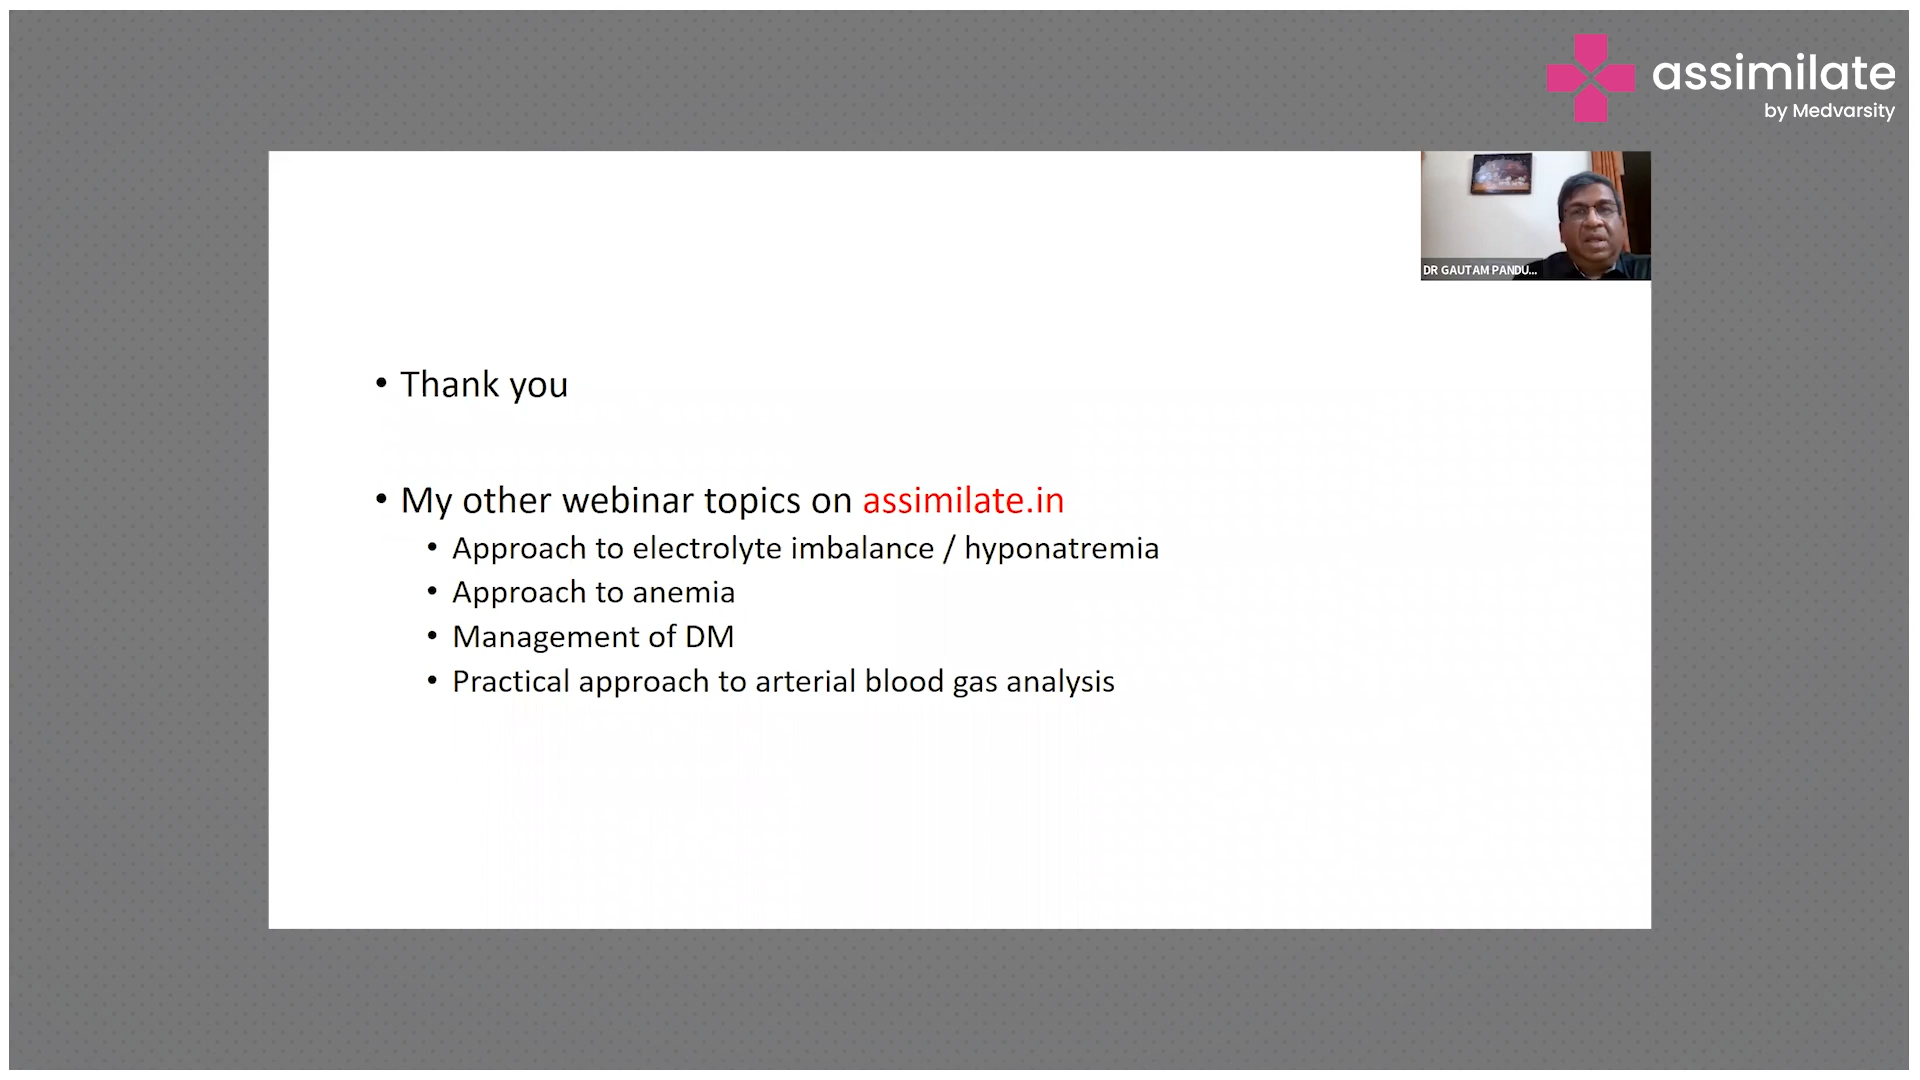 assimilate
by Medvarsity
DR GAUTAM PANDU...
• Thank you
• My other webinar topics on assimilate.in
• Approach to electrolyte imbalance / hyponatremia
• Approach to anemia
• Management of DM
• Practical approach to arterial blood gas analysis